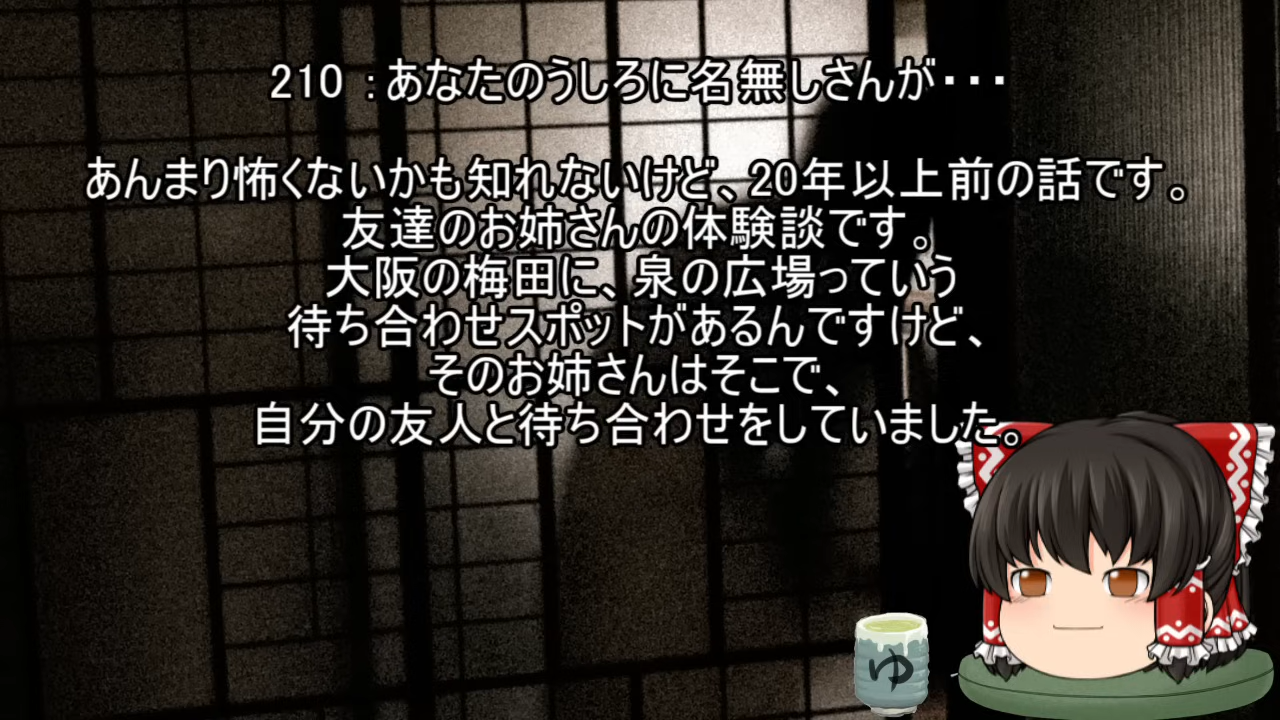 210 :あなたのうしろに名無しさんが・・・
あんまり怖くないかも知れないけど、20年以上前の話です。
友達のお姉さんの体験談です。
大阪の梅田に、泉の広場っていう
待ち合わせスポットがあるんですけど、
そのお姉さんはそこで、
自分の友人と待ち合わせをしていました。
ゆ